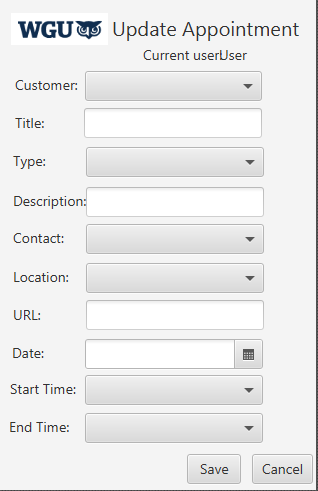 WGU Update Appointment
Current userUser
Customer:
Title:
Type:
Description:
Contact:
Location:
URL:
Date:
Start Time:
End Time:
Save Cancel